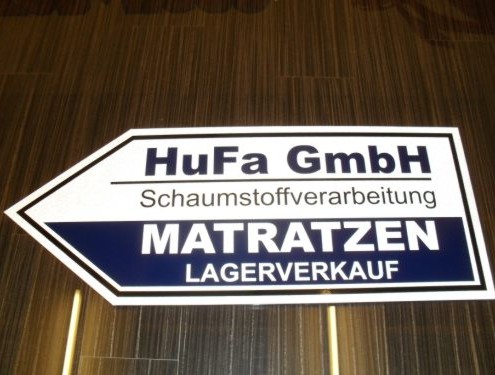 HuFa GmbH
Schaumstoffverarbeitung
MATRATZEN
LAGERVERKAUF